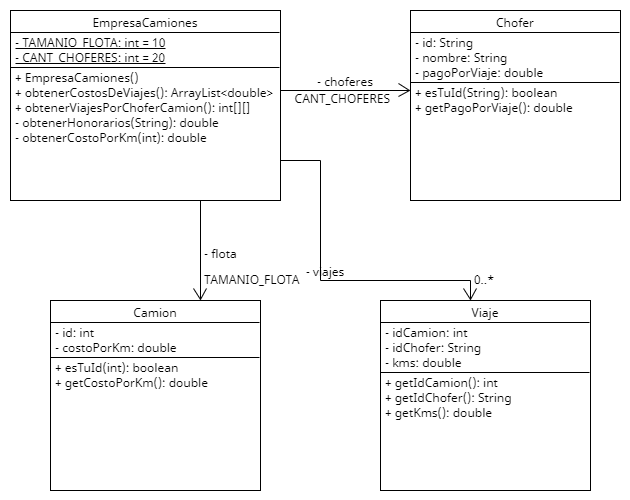 EmpresaCamiones
- TAMANIO_FLOTA: int = 10
- CANT_CHOFERES: int = 20
+ EmpresaCamiones()
+ obtenerCostosDeViajes(): ArrayList<double>
+ obtenerViajesPorChoferCamion(): int[][]
- obtenerHonorarios(String): double
- obtenerCostoPorKm(int): double
- choferes
CANT_CHOFERES
Chofer
- id: String
- nombre: String
- pagoPorViaje: double
+ esTuId(String): boolean
+ getPagoPorViaje(): double
- flota
TAMANIO_FLOTA
- viajes
0..*
Camion
- id: int
- costoPorKm: double
+ esTuId(int): boolean
+ getCostoPorKm(): double
Viaje
- idCamion: int
- idChofer: String
- kms: double
+ getIdCamion(): int
+ getIdChofer(): String
+ getKms(): double